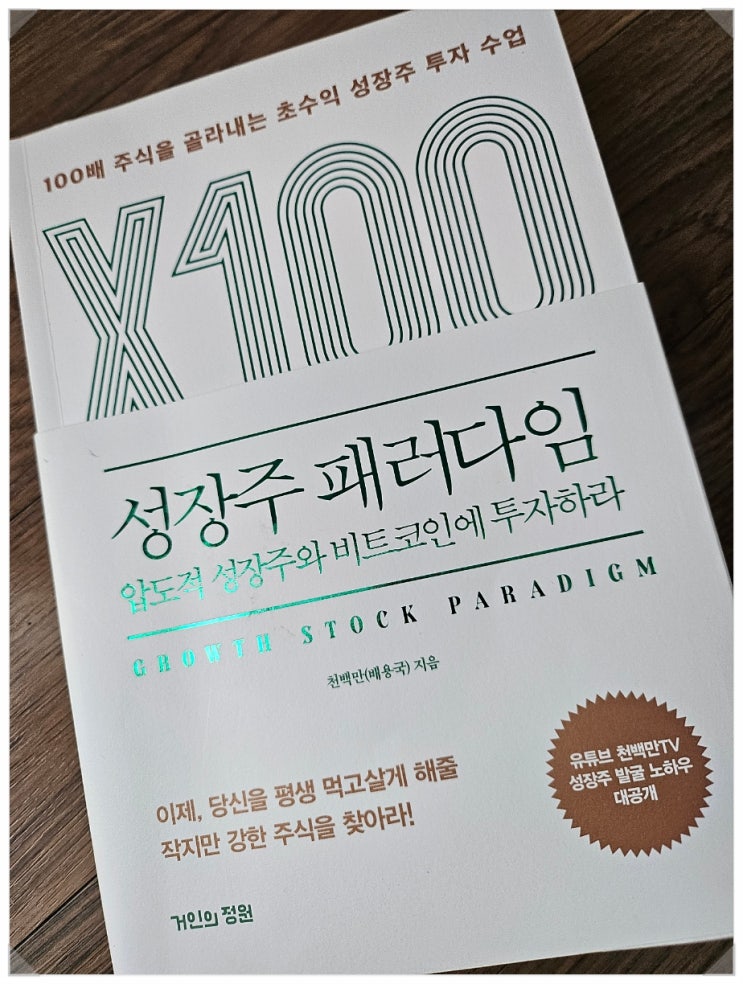 100배 주식을 골라내는 초수익 성장주 투자 수업
X100
성장주 패러다임
압도적 성장주와 비트코인에 투자하라
GROWTH STOCK PARADIGM
천백만(배용국) 지음
이제, 당신을 평생 먹고살게 해줄
작지만 강한 주식을 찾아라!
유튜브 천백만TV
성장주 발굴 노하우
대공개
거인의 정원